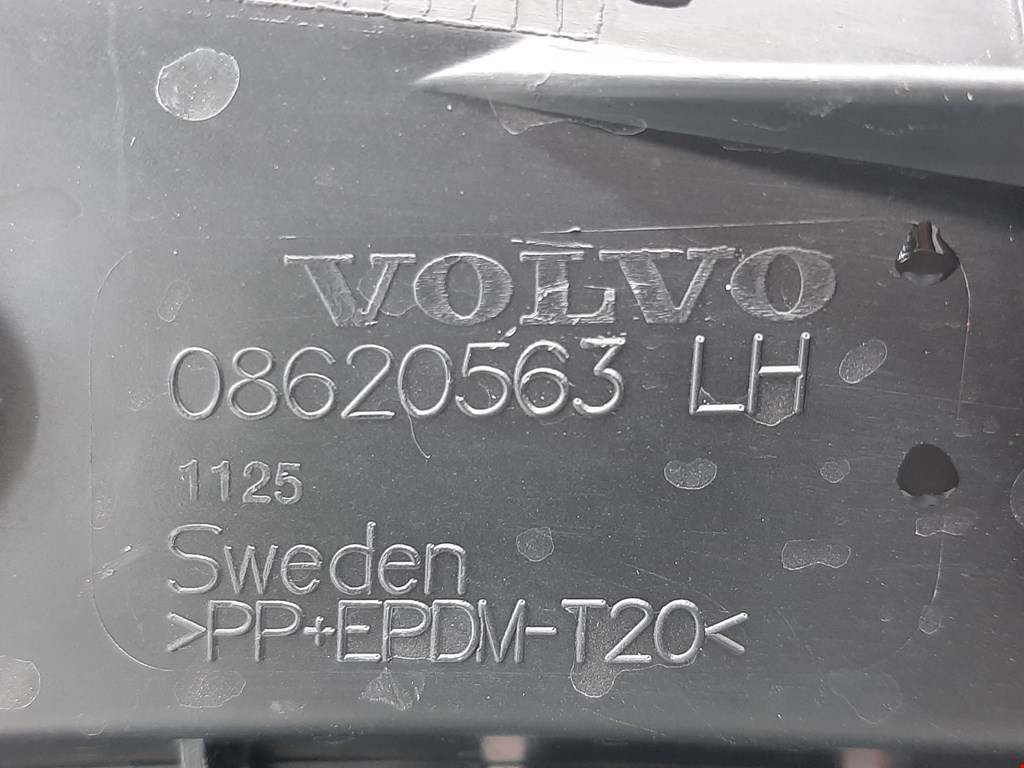 VOLVO
08620563 LH
1125
Sweden
>PP+EPDM-T20<